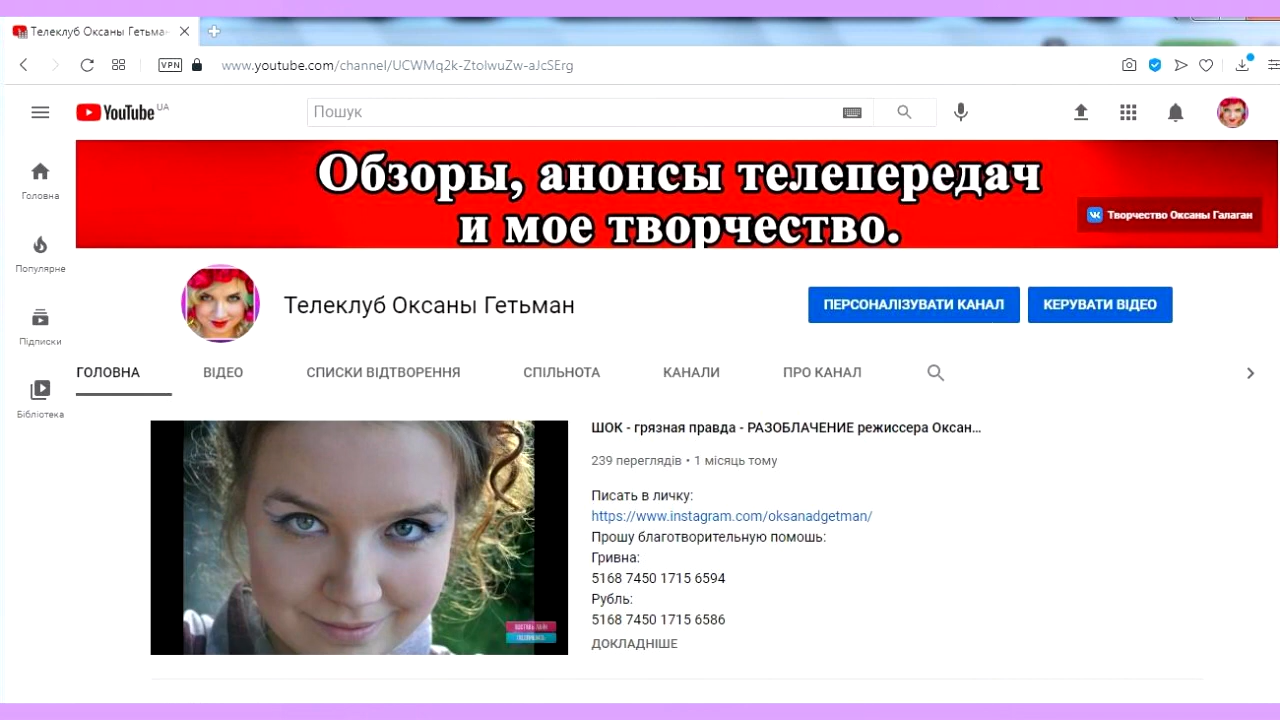 Телеклуб Оксаны Гетьма
VPN
www.youtube.com/channel/UCWMq2k-ZtolwuZw-aJcSErg
YouTube UA
Пошук
Обзоры, анонсы телепередач
и мое творчество.
Творчество Оксаны Галаган
Головна
Популярне
Підписки
Бібліотека
Телеклуб Оксаны Гетьман
ПЕРСОНАЛІЗУВАТИ КАНАЛ
КЕРУВАТИ ВІДЕО
ГОЛОВНА
ВІДЕО
СПИСКИ ВІДТВОРЕННЯ
СПІЛЬНОТА
КАНАЛИ
ПРО КАНАЛ
ШОК - грязная правда - РАЗОБЛАЧЕНИЕ режиссера Оксан...
239 переглядів • 1 місяць тому
Писать в личку:
https://www.instagram.com/oksanadgetman/
Прошу благотворительную помошь:
Гривна:
5168 7450 1715 6594
Рубль:
5168 7450 1715 6586
ДОКЛАДНІШЕ